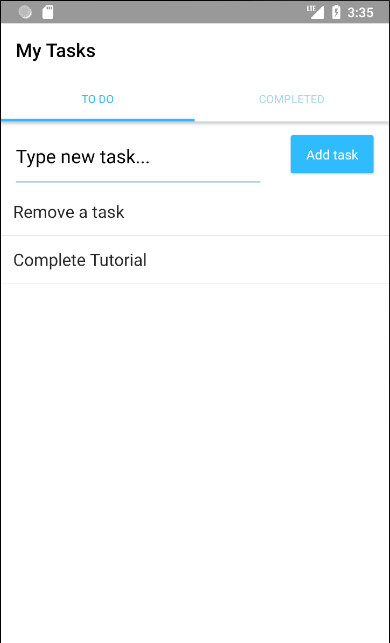 LTE 3:35
My Tasks
TO DO COMPLETED
Type new task... Add task
Remove a task
Complete Tutorial